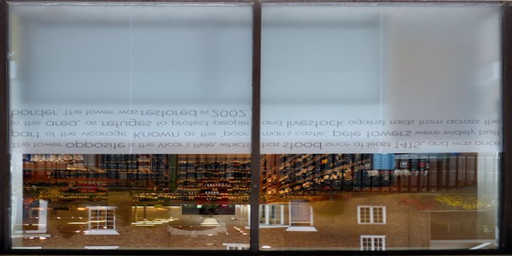 The tower opposite is the Vicar's Pele, which has stood since at least 1415, and was once
part of the vicarage. Known as the 'poor man's castle,' pele towers were widely built
in the area, as refuges to protect people and livestock against raids from across the
border. The tower was restored in 2002.